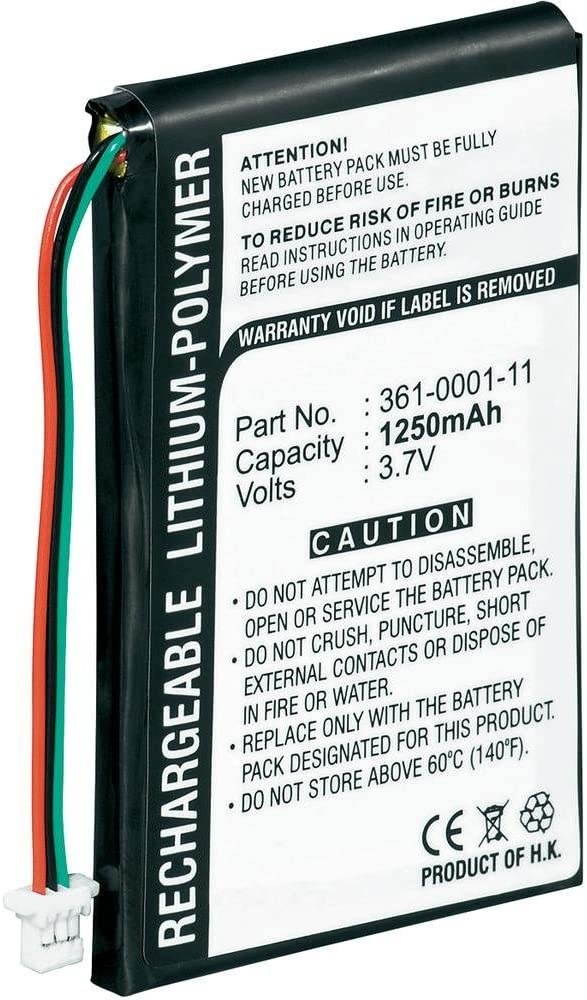 RECHARGEABLE LITHIUM-POLYMER
ATTENTION!
NEW BATTERY PACK MUST BE FULLY
CHARGED BEFORE USE.
TO REDUCE RISK OF FIRE OR BURNS
READ INSTRUCTIONS IN OPERATING GUIDE
BEFORE USING THE BATTERY.
WARRANTY VOID IF LABEL IS REMOVED
Part No. : 361-0001-11
Capacity : 1250mAh
Volts : 3.7V
CAUTION
• DO NOT ATTEMPT TO DISASSEMBLE,
OPEN OR SERVICE THE BATTERY PACK.
• DO NOT CRUSH, PUNCTURE, SHORT
EXTERNAL CONTACTS OR DISPOSE OF
IN FIRE OR WATER.
• REPLACE ONLY WITH THE BATTERY
PACK DESIGNATED FOR THIS PRODUCT.
• DO NOT STORE ABOVE 60°C (140°F).
CE
PRODUCT OF H.K.